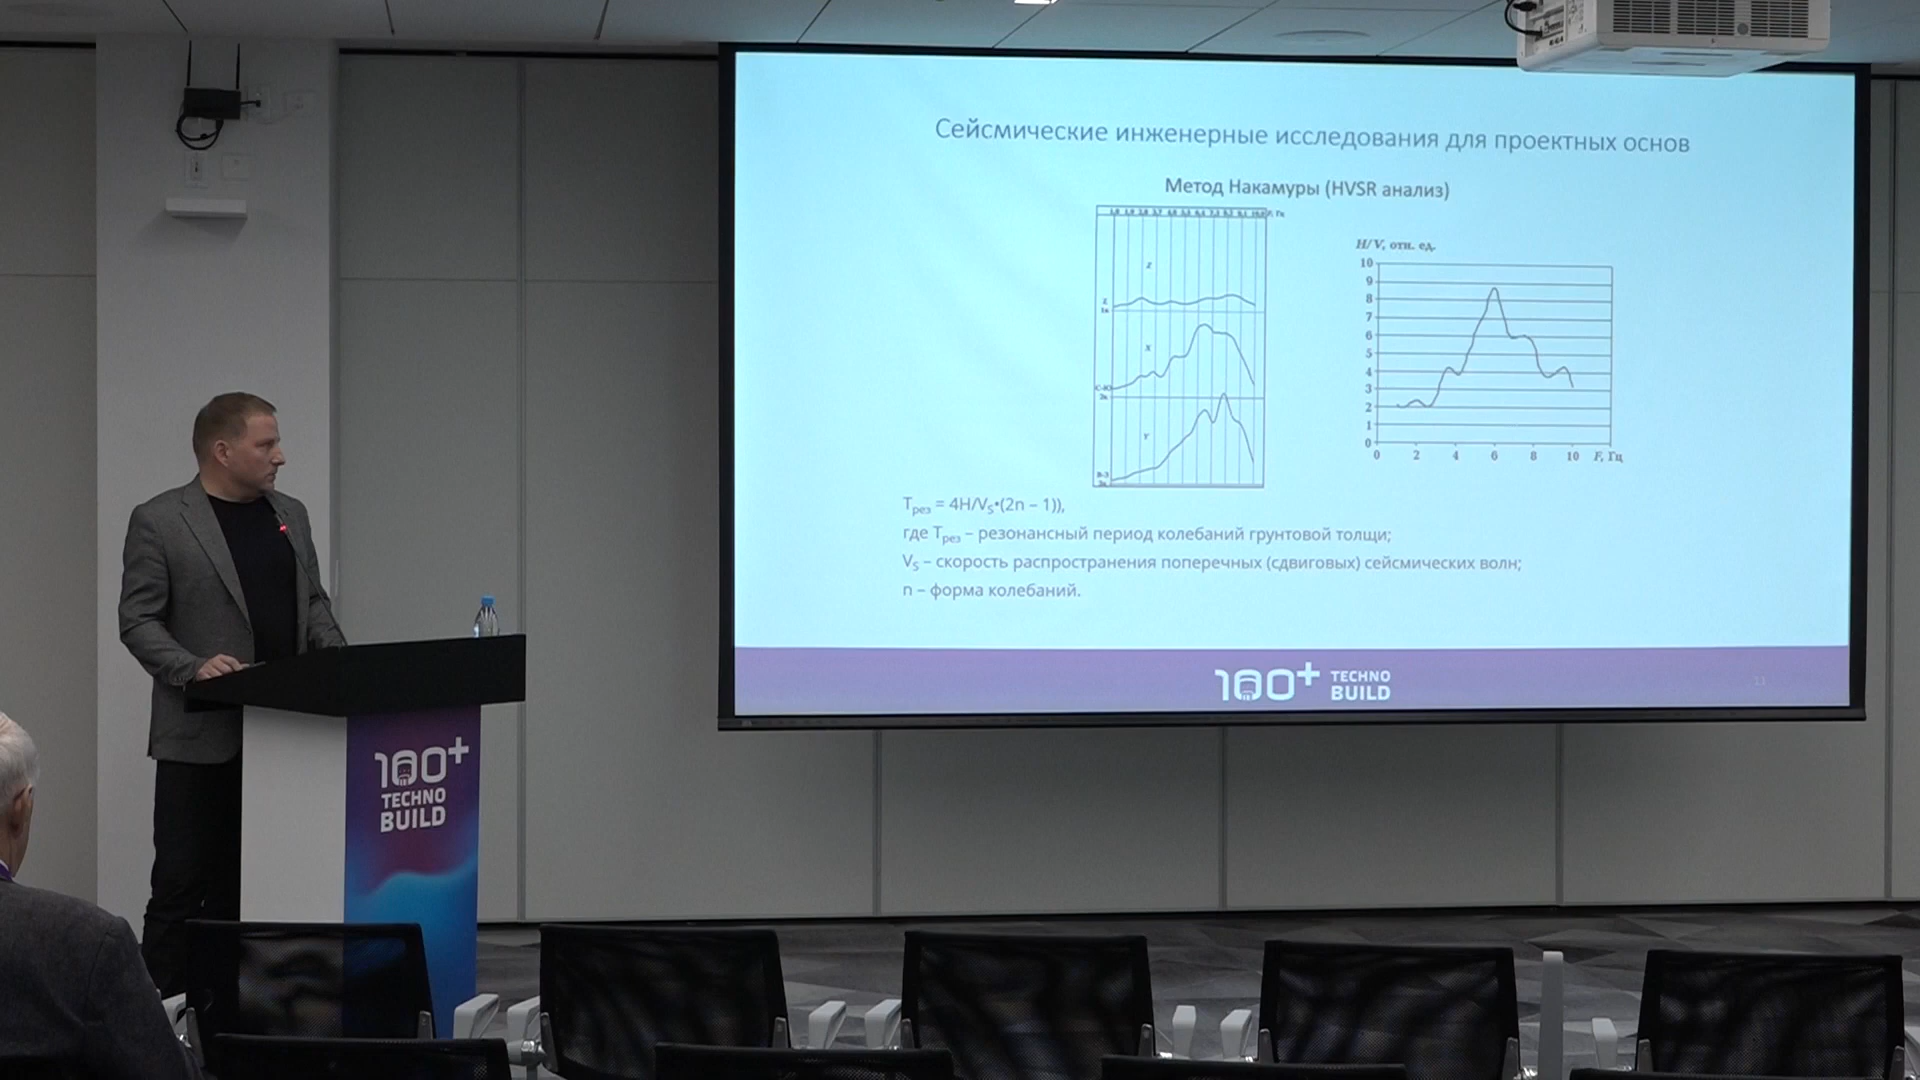 Сейсмические инженерные исследования для проектных основ
Метод Накамуры (HVSR анализ)
F, Гц
Z
X
Y
H/V, отн. ед.
10
9
8
7
6
5
4
3
2
1
0
0 2 4 6 8 10 F, Гц
Tрез = 4H/VS•(2n – 1)),
где Tрез – резонансный период колебаний грунтовой толщи;
VS – скорость распространения поперечных (сдвиговых) сейсмических волн;
n – форма колебаний.
100+ TECHNO BUILD
11
100+
TECHNO
BUILD